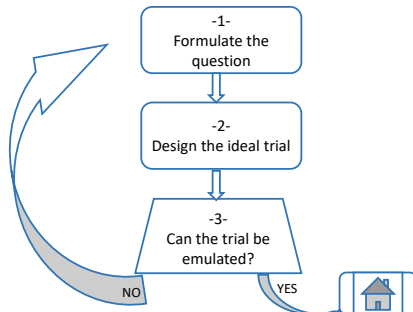 -1-
Formulate the
question
-2-
Design the ideal trial
-3-
Can the trial be
emulated?
NO
YES